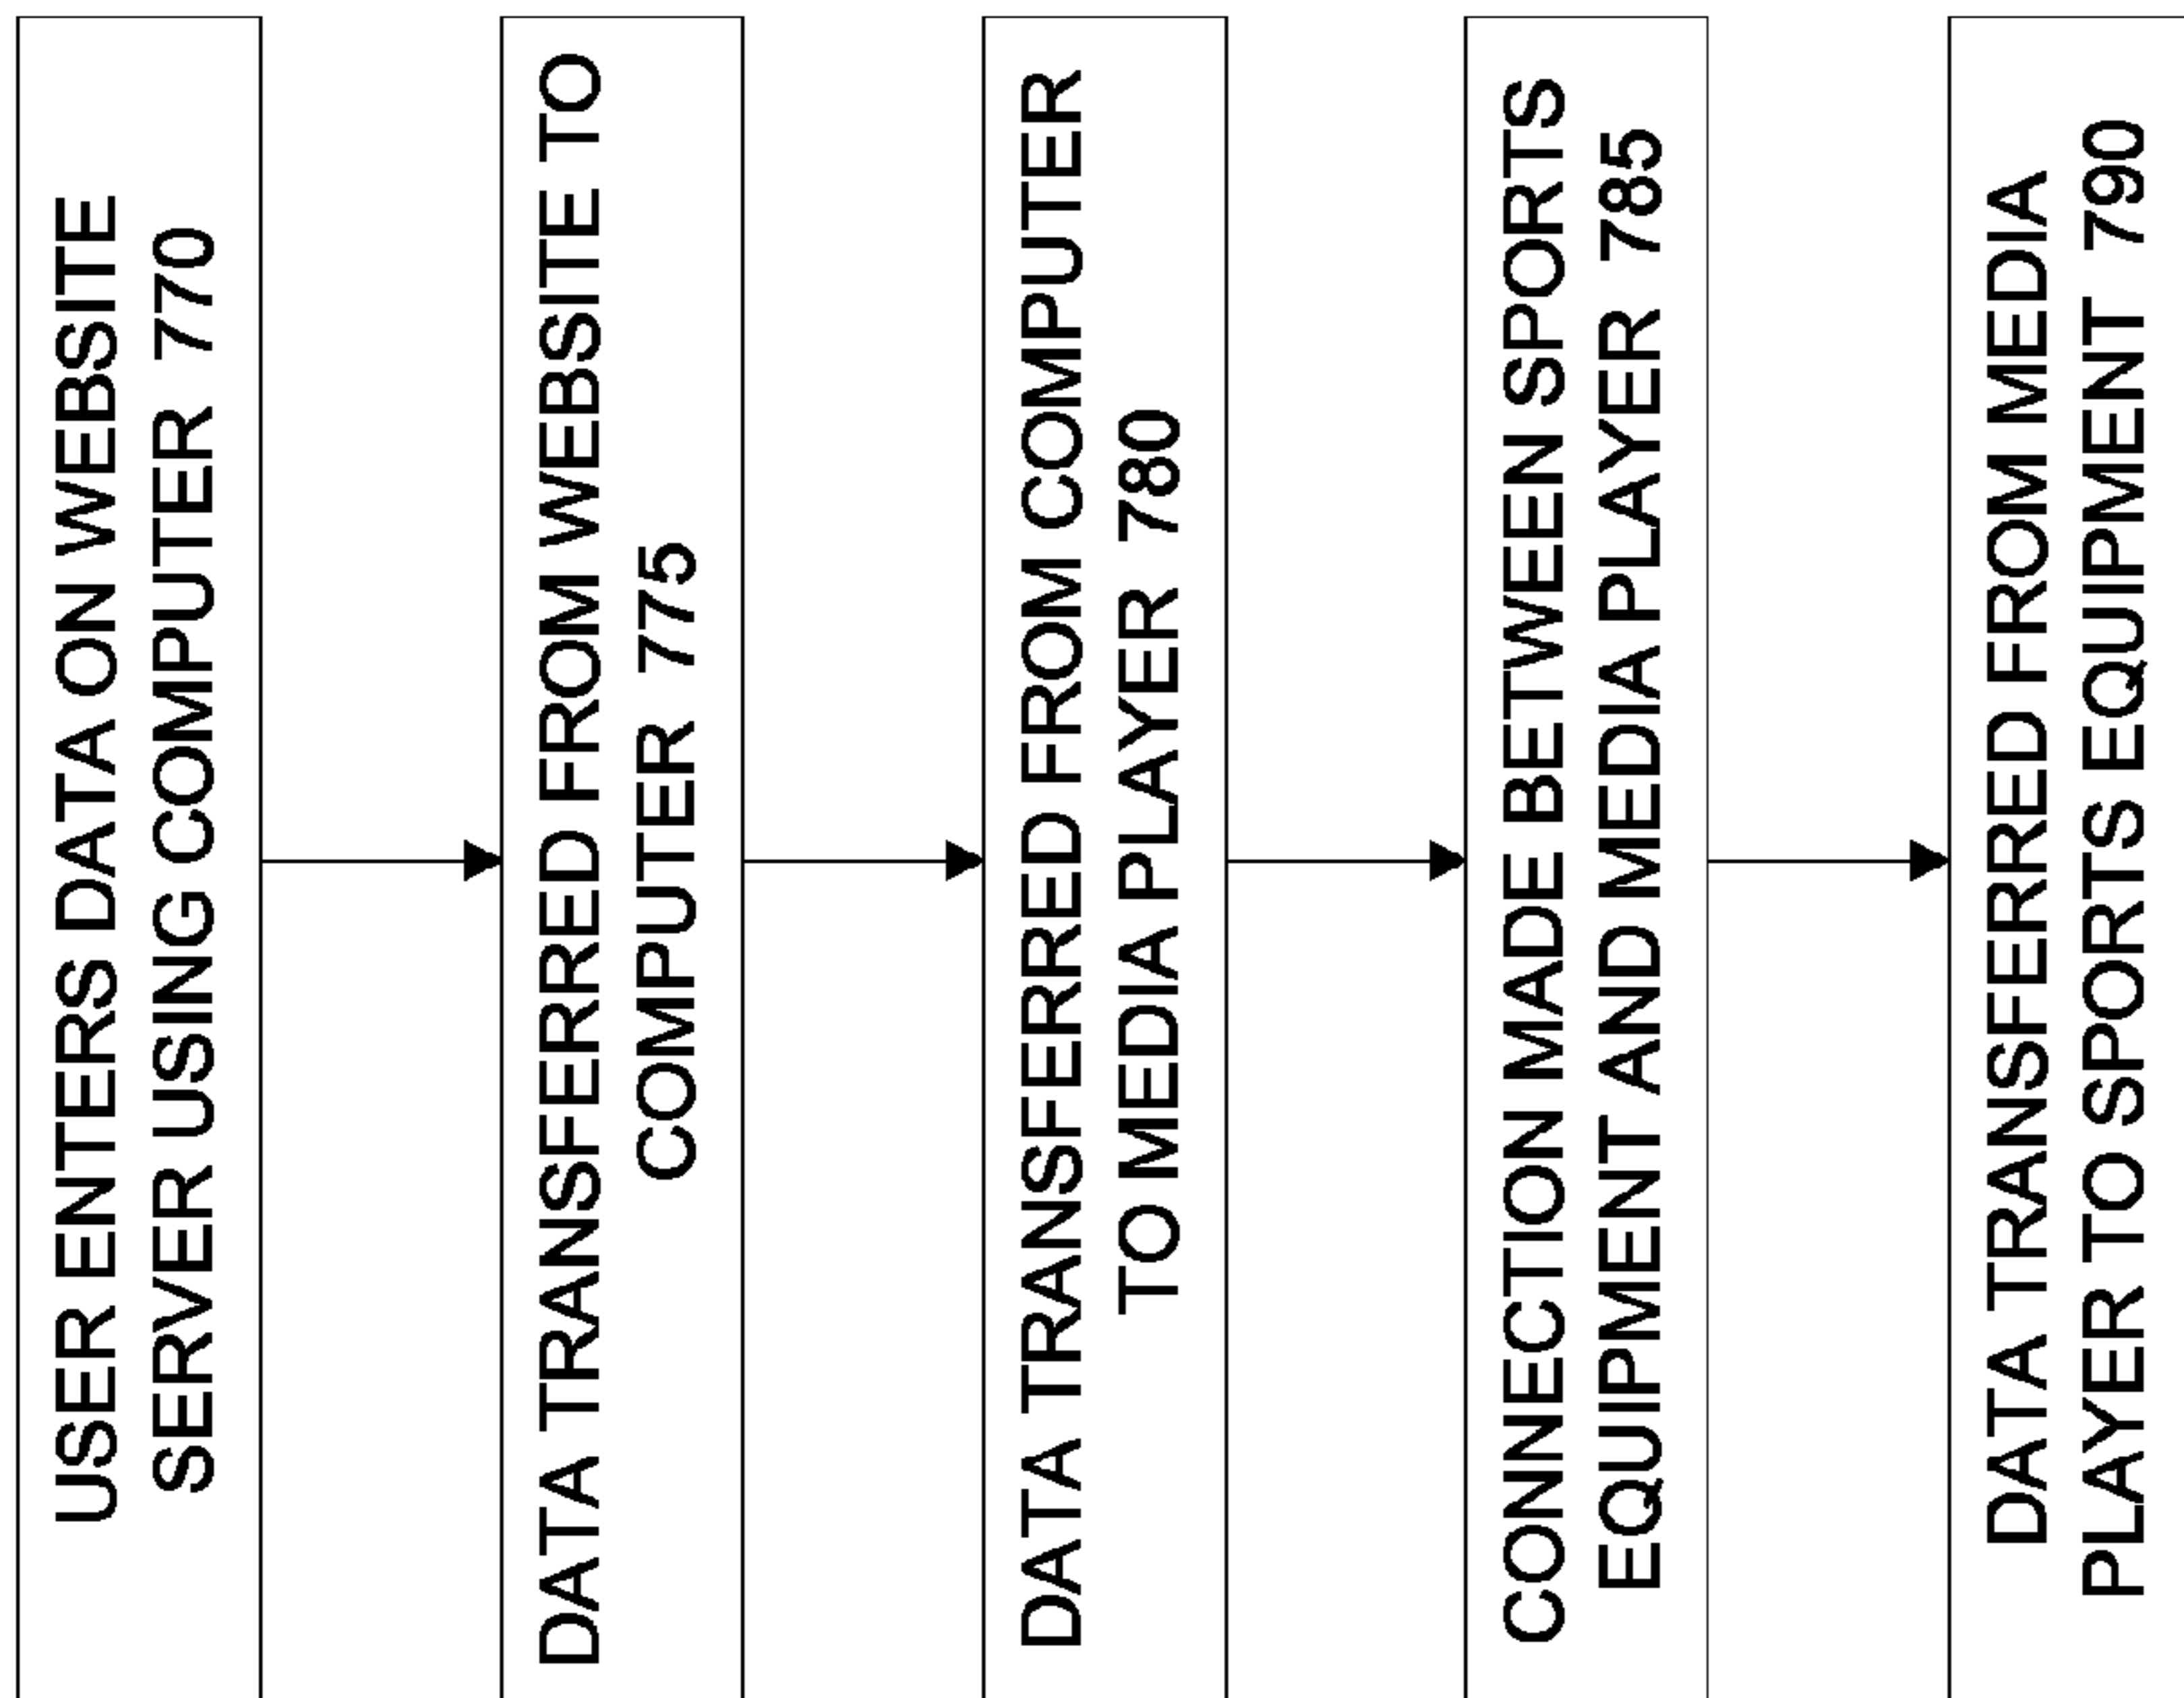 USER ENTERS DATA ON WEBSITE
SERVER USING COMPUTER 770
DATA TRANSFERRED FROM WEBSITE TO
COMPUTER 775
DATA TRANSFERRED FROM COMPUTER
TO MEDIA PLAYER 780
CONNECTION MADE BETWEEN SPORTS
EQUIPMENT AND MEDIA PLAYER 785
DATA TRANSFERRED FROM MEDIA
PLAYER TO SPORTS EQUIPMENT 790